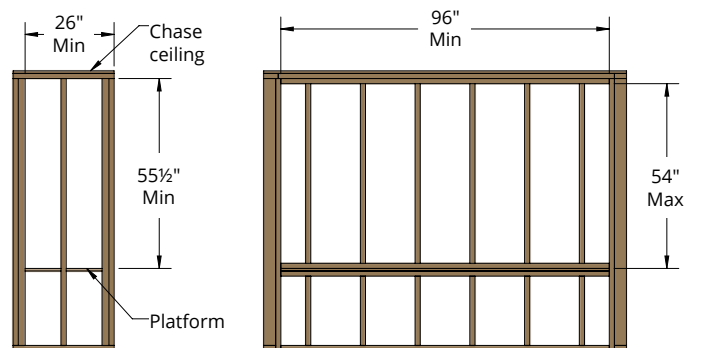 26"
Min
Chase
ceiling
55½"
Min
Platform
96"
Min
54"
Max